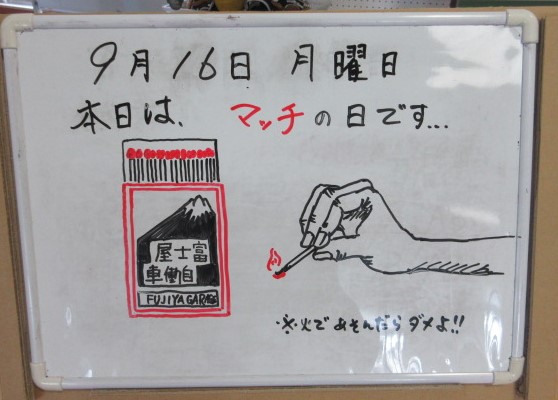 9月16日 月曜日
本日は、マッチの日です...
富士屋
自働車
FUJIYA GARAGE
※火であそんだらダメよ!!